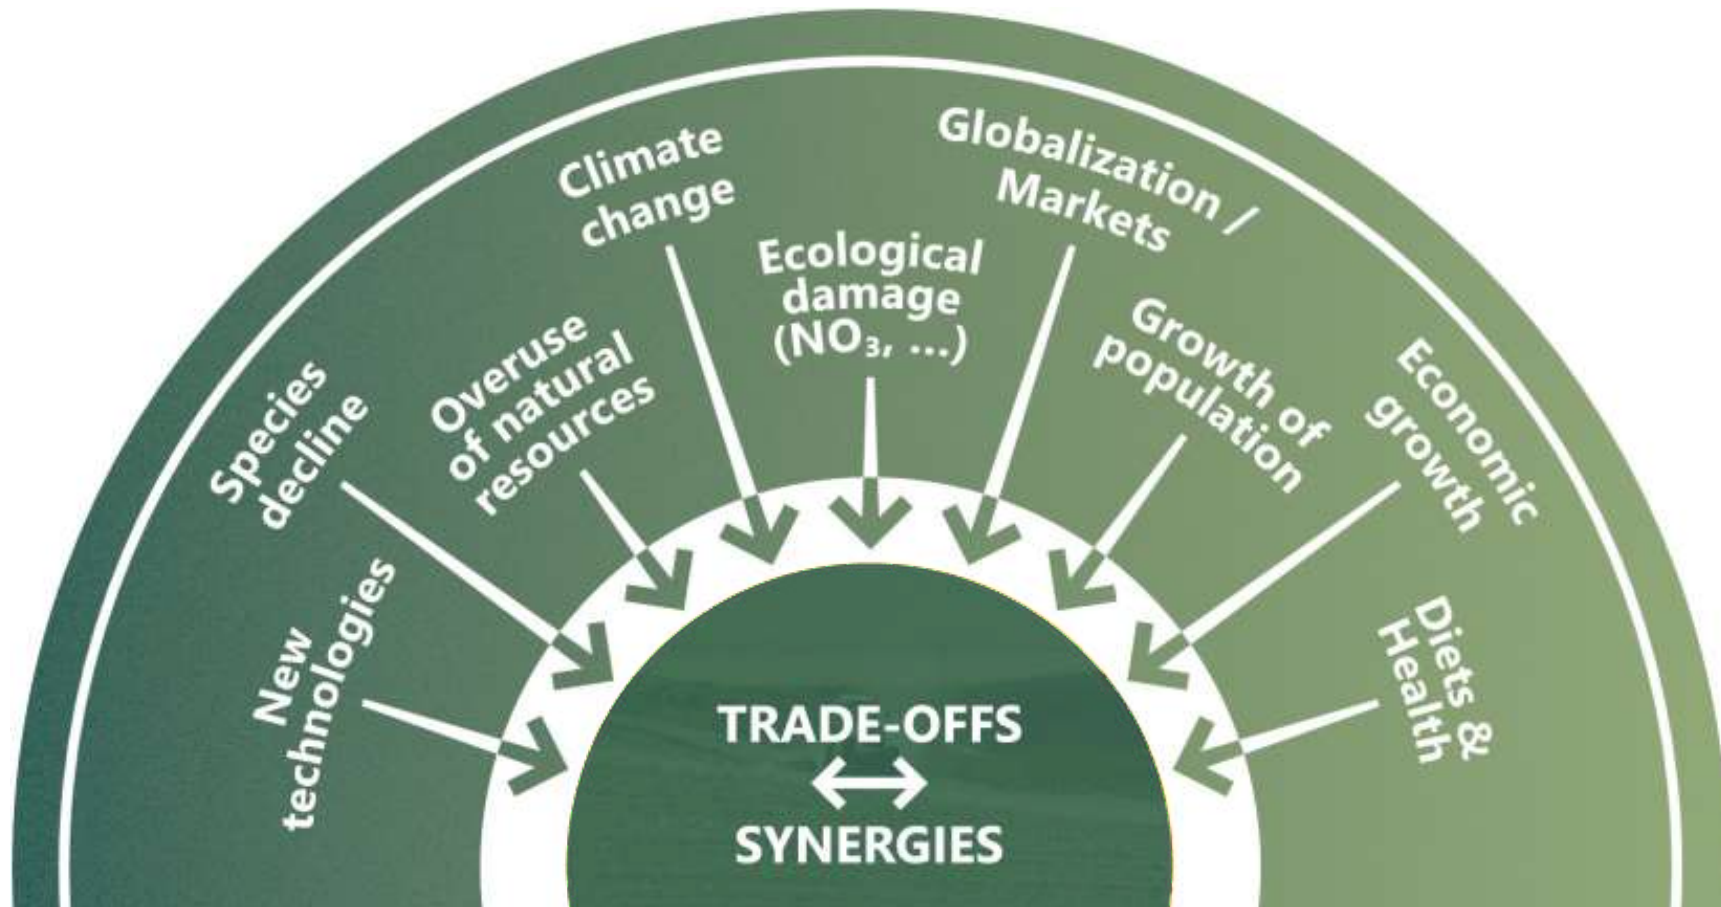 New
technologies
Species
decline
Overuse
of natural
resources
Climate
change
Ecological
damage
(NO₃, ...)
Globalization /
Markets
Growth of
population
Economic
growth
Diets &
Health
TRADE-OFFS
SYNERGIES